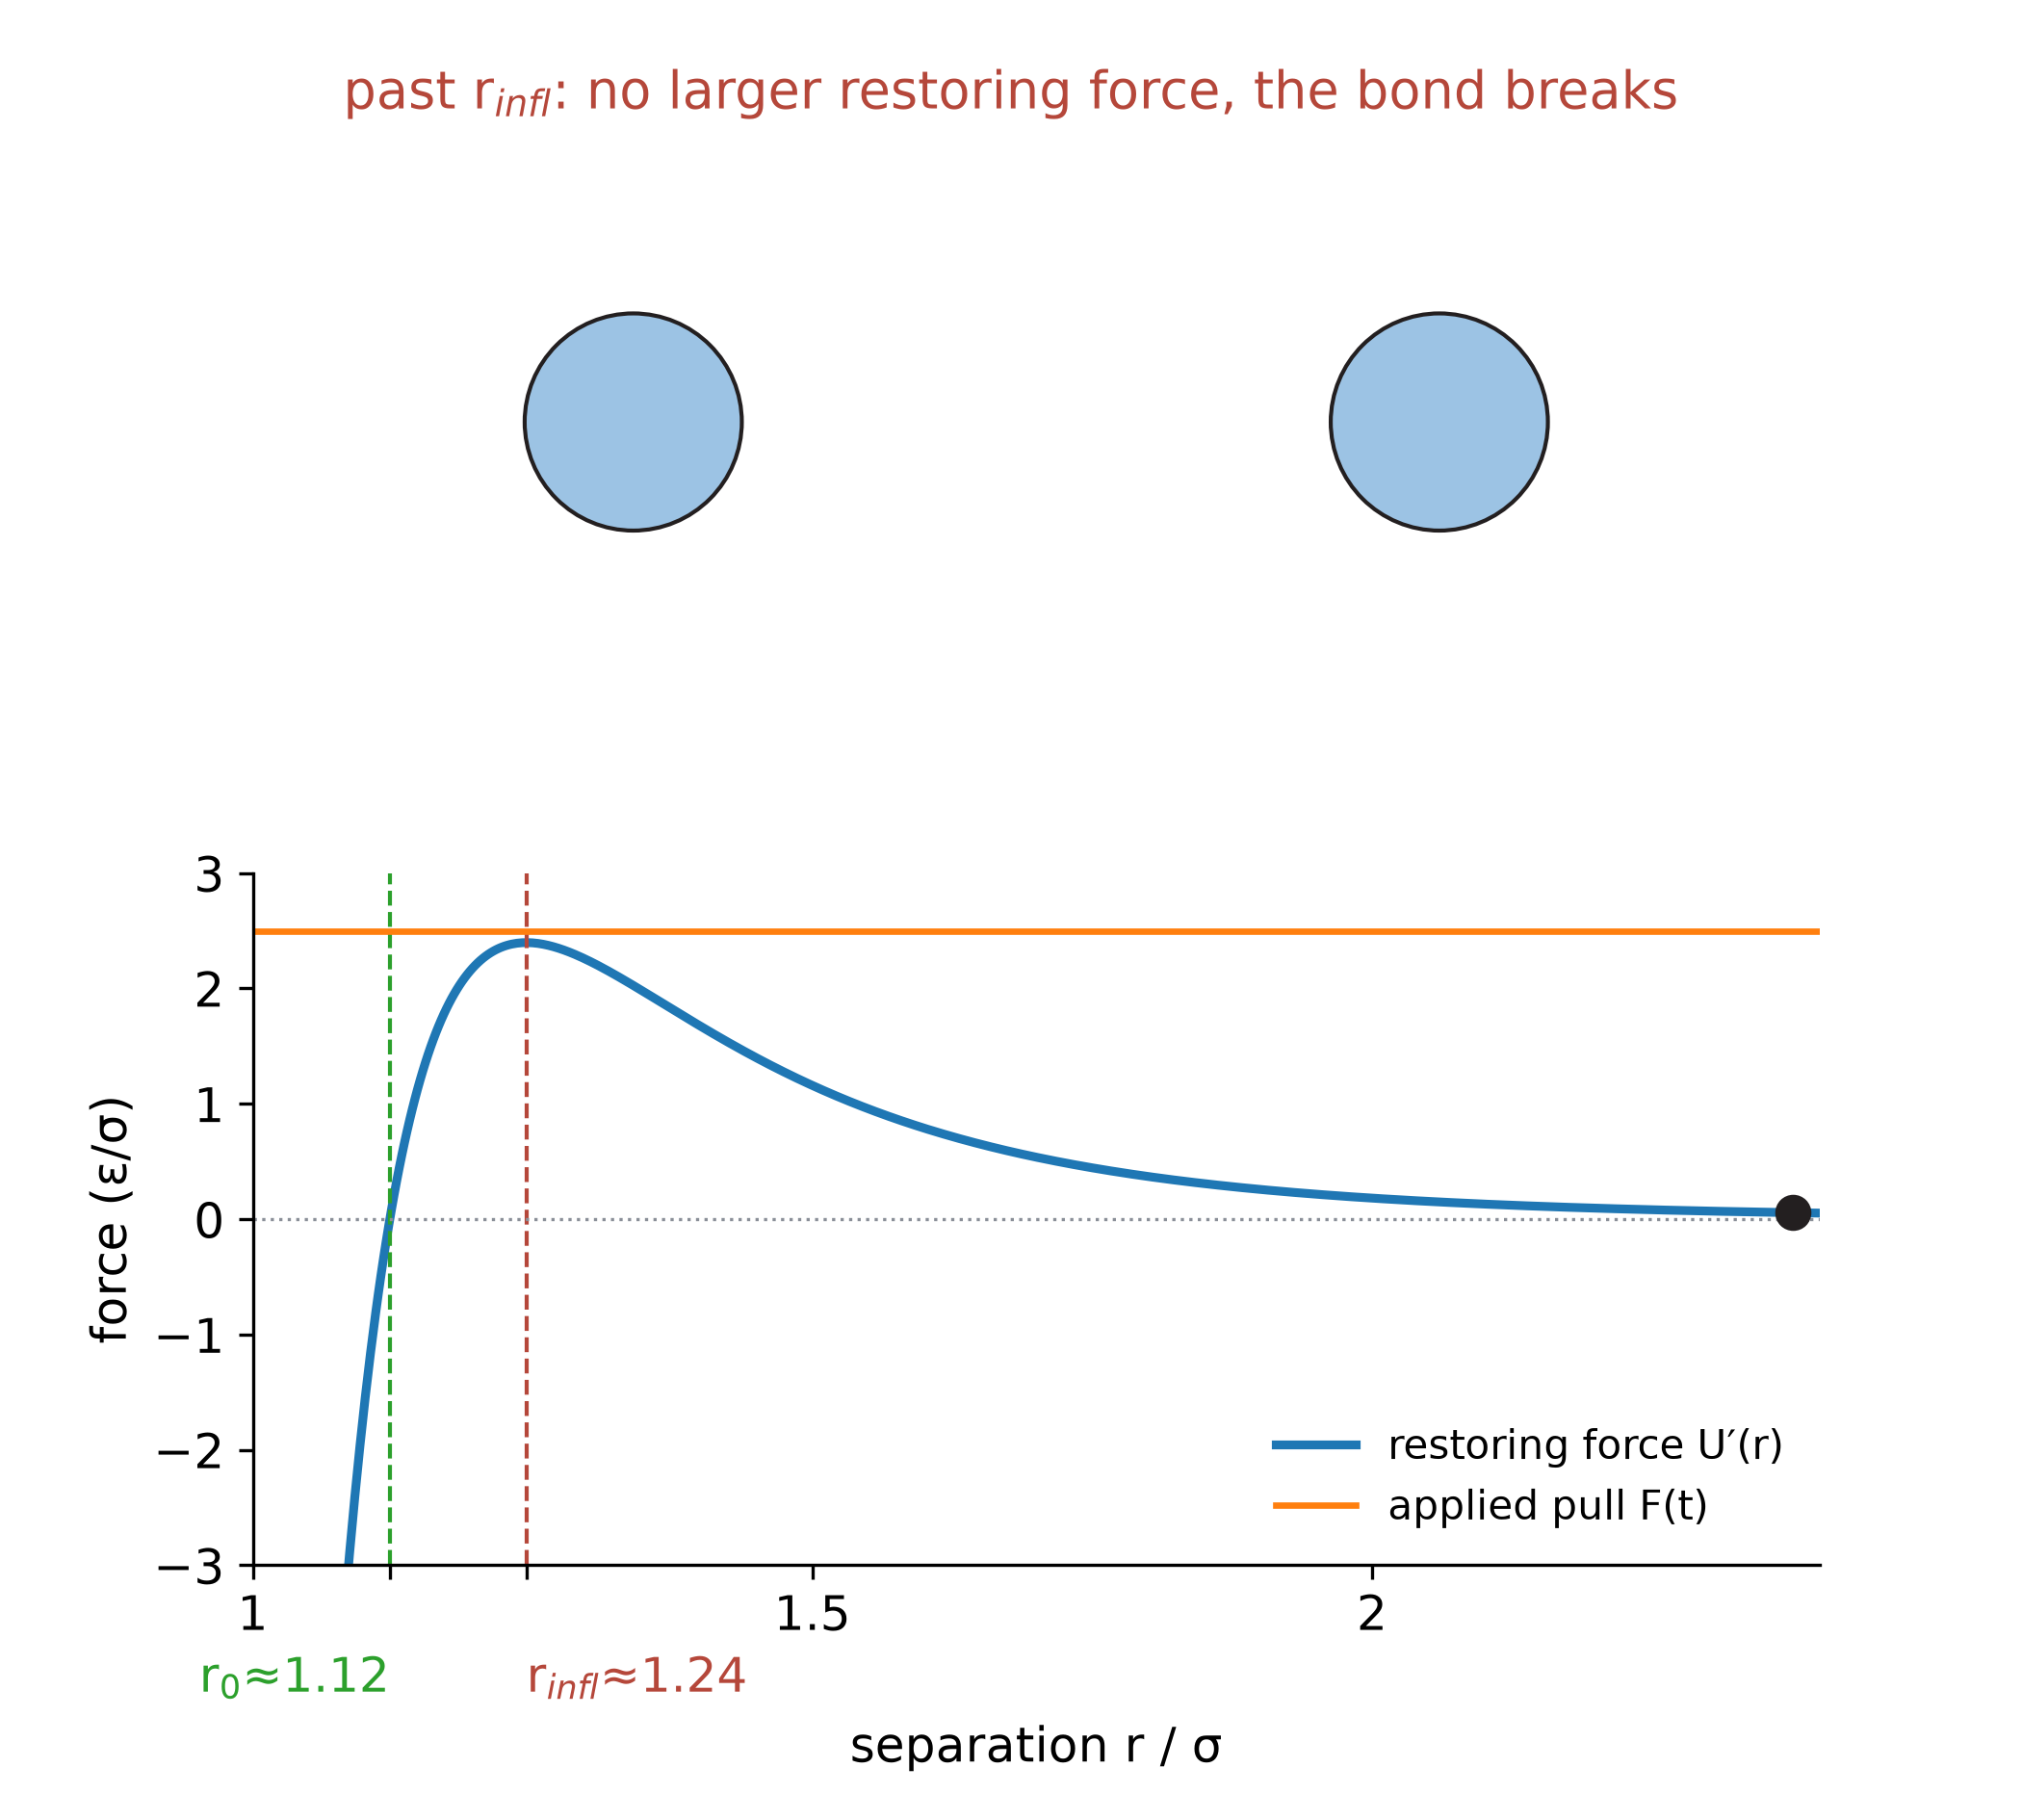 past r_infl: no larger restoring force, the bond breaks
3
2
1
0
−1
−2
−3
force (ε/σ)
restoring force U′(r)
applied pull F(t)
1
1.5
2
r₀≈1.12
r_infl≈1.24
separation r / σ